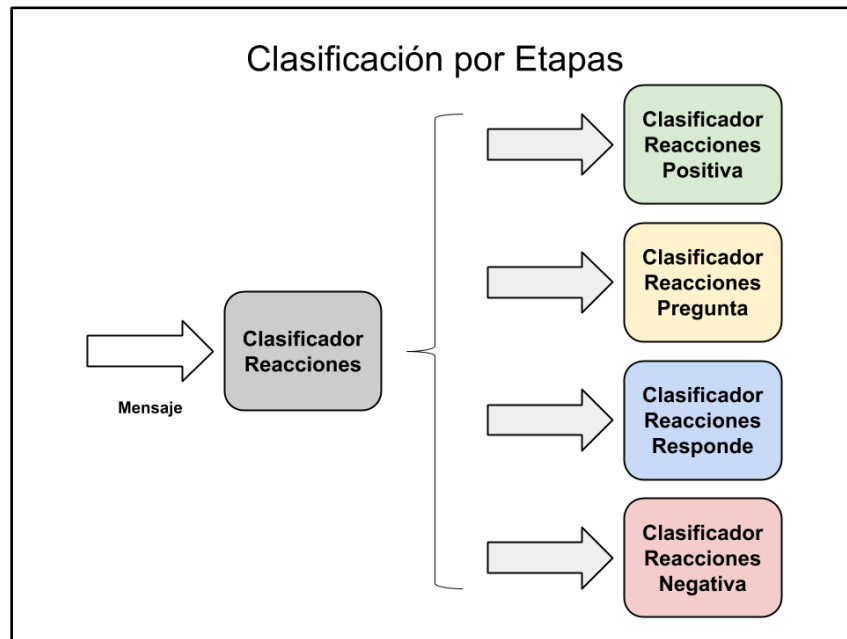 Clasificación por Etapas
Clasificador
Reacciones
Positiva
Clasificador
Reacciones
Pregunta
Mensaje
Clasificador
Reacciones
Clasificador
Reacciones
Responde
Clasificador
Reacciones
Negativa